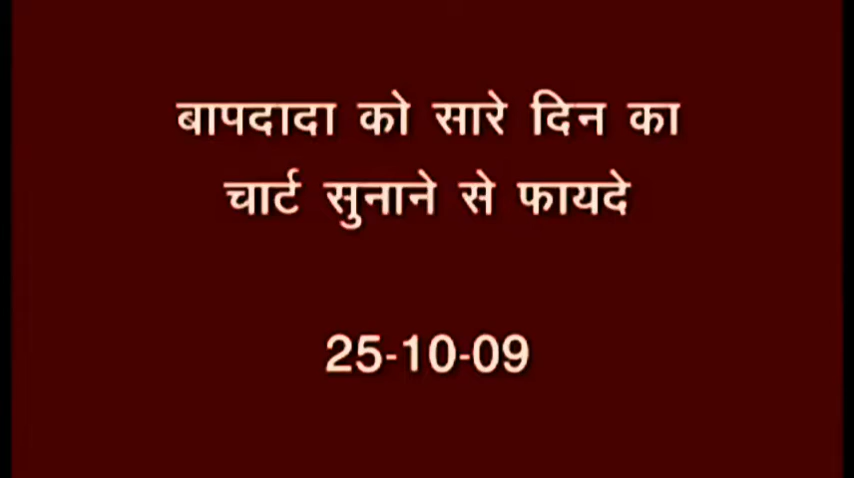 बापदादा को सारे दिन का
चार्ट सुनाने से फायदे
25-10-09